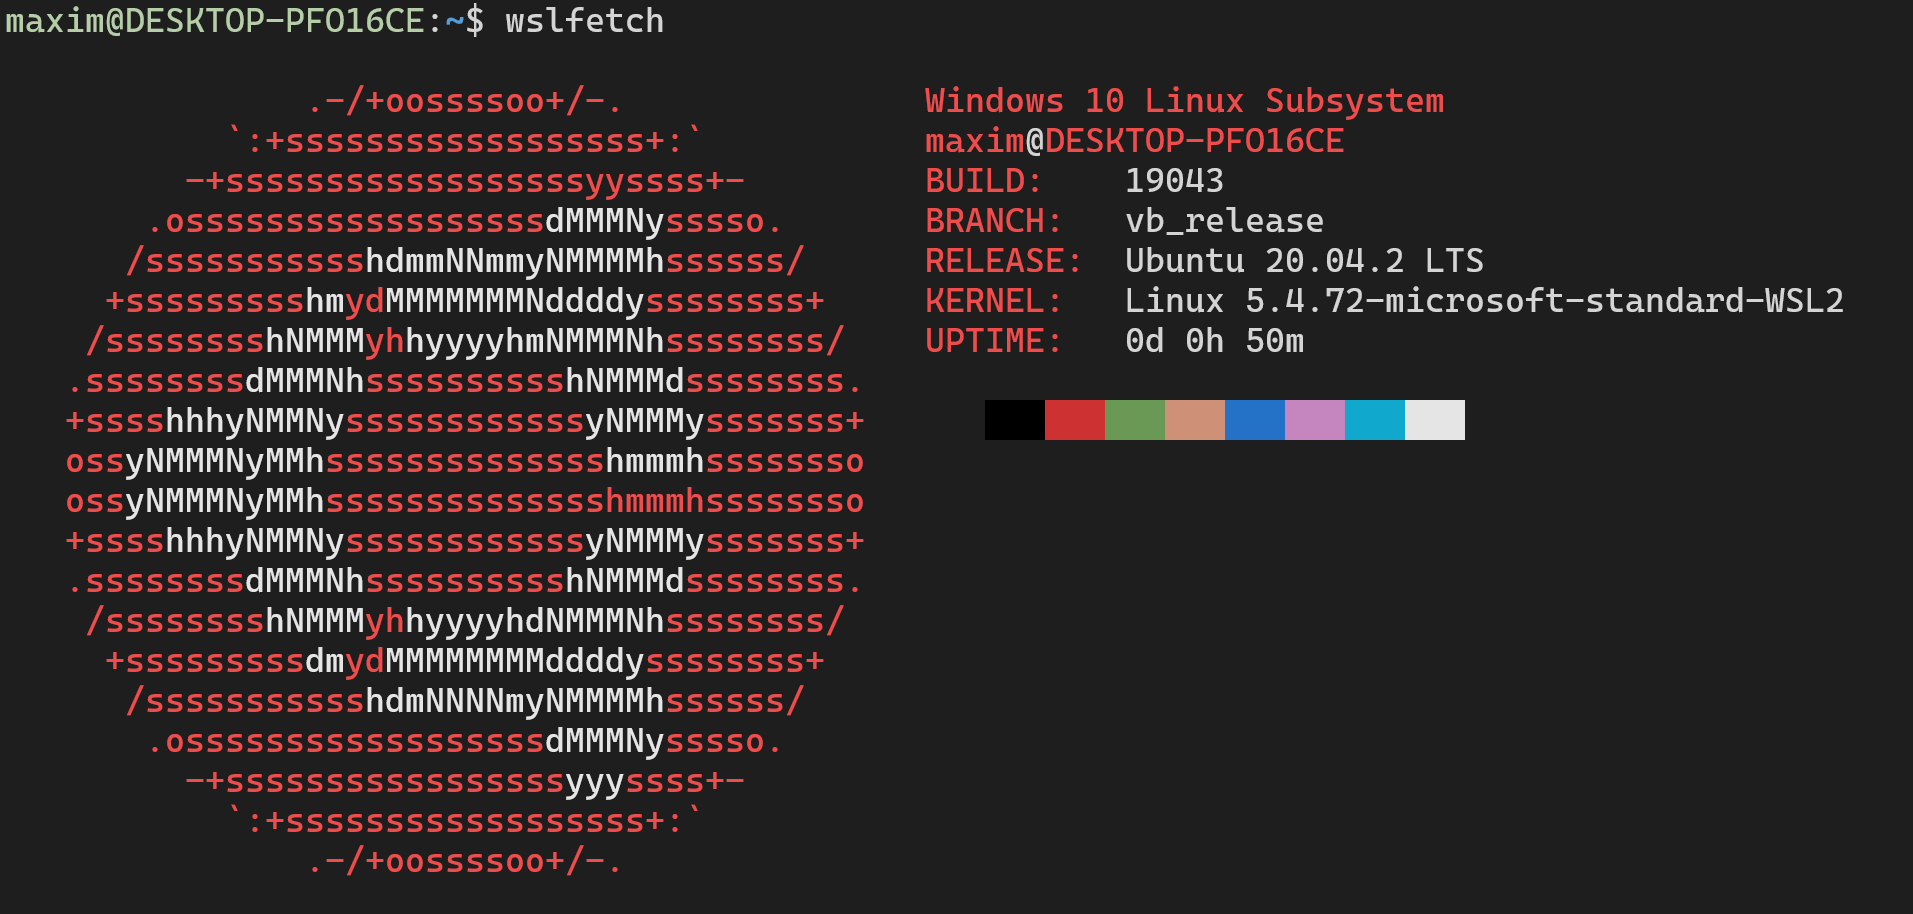 maxim@DESKTOP-PFO16CE:~$ wslfetch
.-/+oossssoo+/-. Windows 10 Linux Subsystem
`:+ssssssssssssssssss+:` maxim@DESKTOP-PFO16CE
-+ssssssssssssssssssyyssss+- BUILD: 19043
.ossssssssssssssssssdMMMNysssso. BRANCH: vb_release
/ssssssssssshdmmNNmmyNMMMMhssssss/ RELEASE: Ubuntu 20.04.2 LTS
+ssssssssshmydMMMMMMMNddddyssssssss+ KERNEL: Linux 5.4.72-microsoft-standard-WSL2
/sssssssshNMMMyhhyyyyhmNMMMNhssssssss/ UPTIME: 0d 0h 50m
.ssssssssdMMMNhsssssssssshNMMMdssssssss.
+sssshhhyNMMNyssssssssssssyNMMMysssssss+
ossyNMMMNyMMhsssssssssssssshmmmhssssssso
ossyNMMMNyMMhsssssssssssssshmmmhssssssso
+sssshhhyNMMNyssssssssssssyNMMMysssssss+
.ssssssssdMMMNhsssssssssshNMMMdssssssss.
/sssssssshNMMMyhhyyyyhdNMMMNhssssssss/
+sssssssssdmydMMMMMMMMddddyssssssss+
/ssssssssssshdmNNNNmyNMMMMhssssss/
.ossssssssssssssssssdMMMNysssso.
-+sssssssssssssssssyyyssss+-
`:+ssssssssssssssssss+:`
.-/+oossssoo+/-.